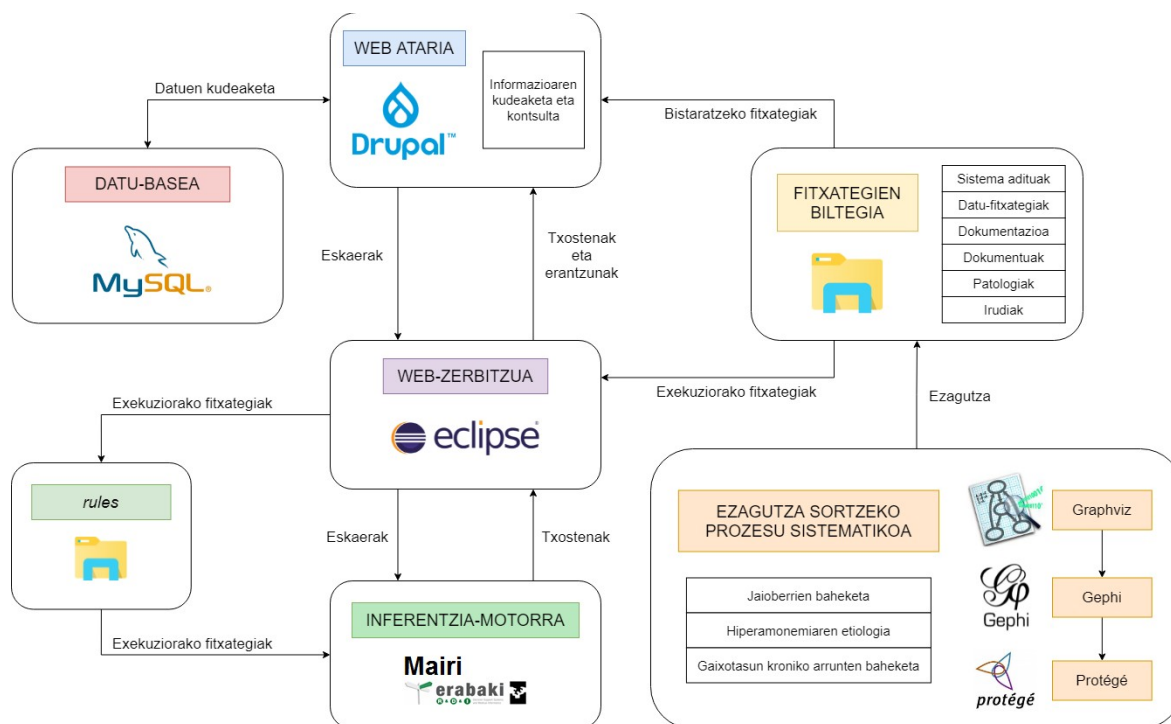 WEB ATARIA
Drupal™
Informazioaren
kudeaketa eta
kontsulta
Datuen kudeaketa
Bistaratzeko fitxategiak
DATU-BASEA
MySQL®
FITXATEGIEN
BILTEGIA
Sistema adituak
Datu-fitxategiak
Dokumentazioa
Dokumentuak
Patologiak
Irudiak
Eskaerak
Txostenak
eta
erantzunak
WEB-ZERBITZUA
eclipse®
Exekuziorako fitxategiak
Exekuziorako fitxategiak
Ezagutza
rules
Eskaerak
Txostenak
Exekuziorako fitxategiak
INFERENTZIA-MOTORRA
Mairi
erabaki
R+D+I
EZAGUTZA SORTZEKO
PROZESU SISTEMATIKOA
Jaioberrien baheketa
Hiperamonemiaren etiologia
Gaixotasun kroniko arrunten baheketa
Graphviz
Gephi
Gephi
protégé
Protégé